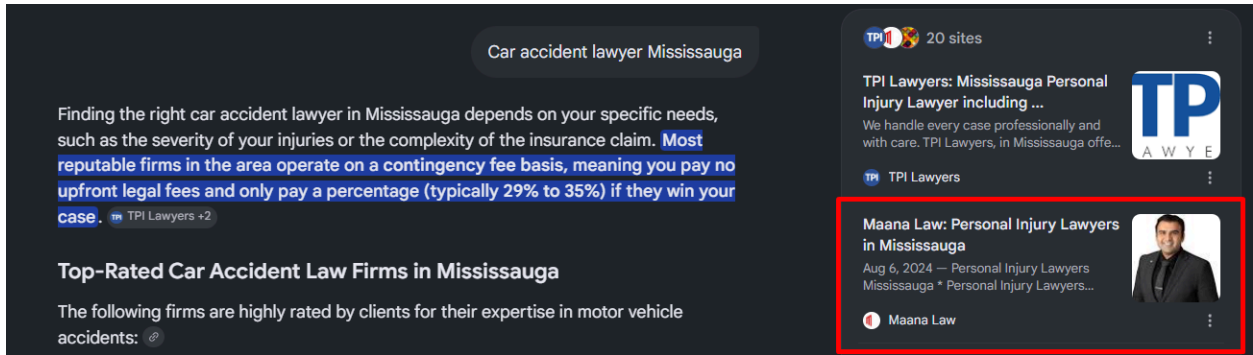 Car accident lawyer Mississauga
Finding the right car accident lawyer in Mississauga depends on your specific needs,
such as the severity of your injuries or the complexity of the insurance claim. Most
reputable firms in the area operate on a contingency fee basis, meaning you pay no
upfront legal fees and only pay a percentage (typically 29% to 35%) if they win your
case. TPI TPI Lawyers +2
Top-Rated Car Accident Law Firms in Mississauga
The following firms are highly rated by clients for their expertise in motor vehicle
accidents:
TPI 20 sites
TPI Lawyers: Mississauga Personal
Injury Lawyer including ...
We handle every case professionally and
with care. TPI Lawyers, in Mississauga offe...
TP
AWYE
TPI TPI Lawyers
Maana Law: Personal Injury Lawyers
in Mississauga
Aug 6, 2024 — Personal Injury Lawyers
Mississauga * Personal Injury Lawyers...
Maana Law